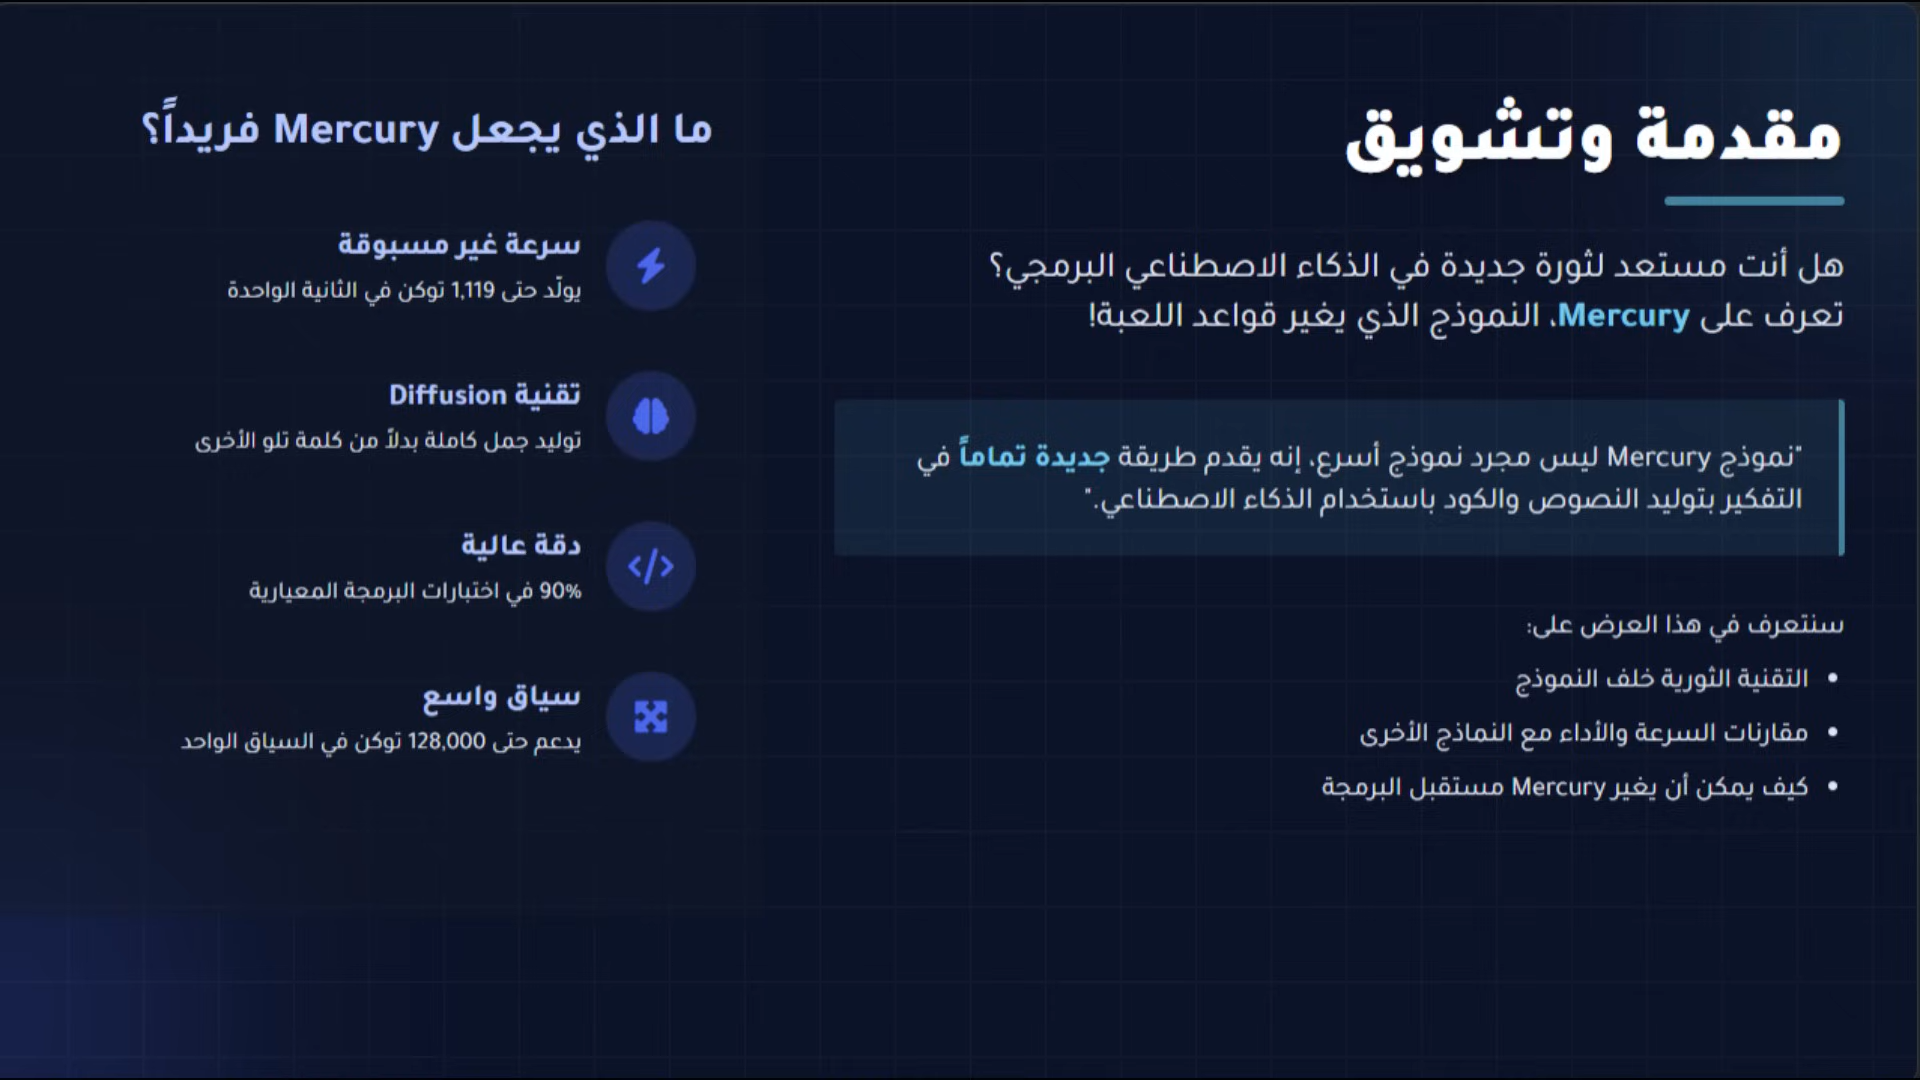 مقدمة وتشويق
هل أنت مستعد لثورة جديدة في الذكاء الاصطناعي البرمجي؟
تعرف على Mercury، النموذج الذي يغير قواعد اللعبة!
"نموذج Mercury ليس مجرد نموذج أسرع، إنه يقدم طريقة جديدة تماماً في
التفكير بتوليد النصوص والكود باستخدام الذكاء الاصطناعي."
سنتعرف في هذا العرض على:
• التقنية الثورية خلف النموذج
• مقارنات السرعة والأداء مع النماذج الأخرى
• كيف يمكن أن يغير Mercury مستقبل البرمجة
ما الذي يجعل Mercury فريداً؟
سرعة غير مسبوقة
يولّد حتى 1,119 توكن في الثانية الواحدة
تقنية Diffusion
توليد جمل كاملة بدلاً من كلمة تلو الأخرى
دقة عالية
90% في اختبارات البرمجة المعيارية
سياق واسع
يدعم حتى 128,000 توكن في السياق الواحد